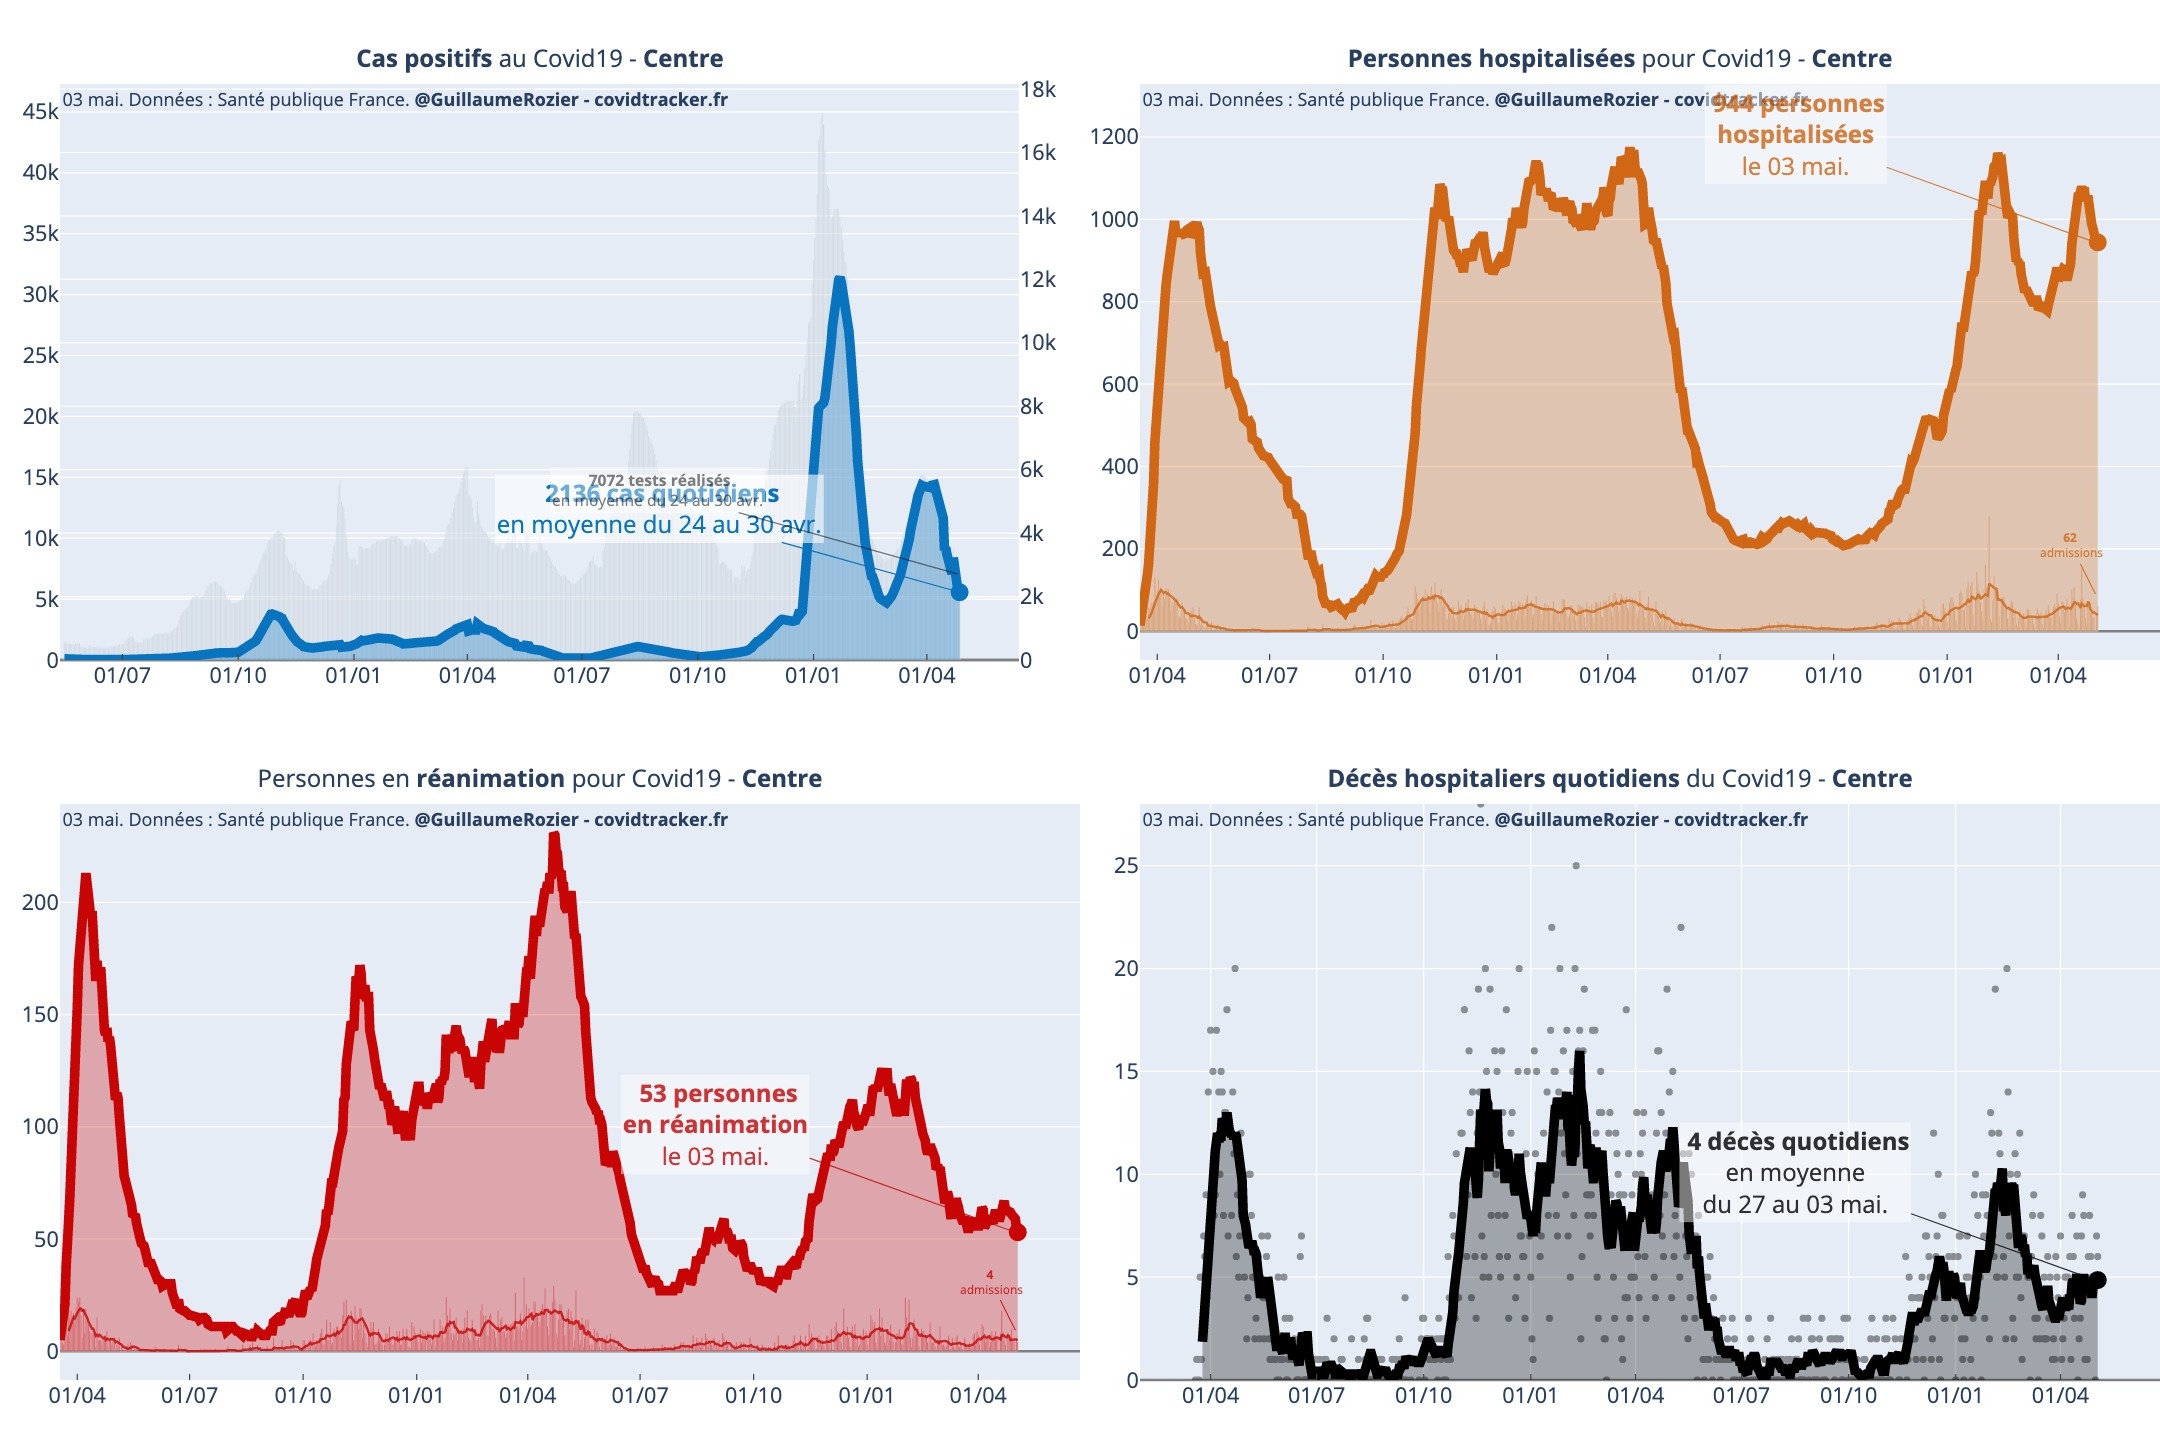 Cas positifs au Covid19 - Centre
03 mai. Données : Santé publique France. @GuillaumeRozier - covidtracker.fr
45k
40k
35k
30k
25k
20k
15k
10k
5k
0
18k
16k
14k
12k
10k
8k
6k
4k
2k
0
7072 tests réalisés
en moyenne du 24 au 30 avr.
2136 cas quotidiens
en moyenne du 24 au 30 avr.
01/07 01/10 01/01 01/04 01/07 01/10 01/01 01/04
Personnes hospitalisées pour Covid19 - Centre
03 mai. Données : Santé publique France. @GuillaumeRozier - covidtracker.fr
944 personnes
hospitalisées
le 03 mai.
1200
1000
800
600
400
200
0
62
admissions
01/04 01/07 01/10 01/01 01/04 01/07 01/10 01/01 01/04
Personnes en réanimation pour Covid19 - Centre
03 mai. Données : Santé publique France. @GuillaumeRozier - covidtracker.fr
200
150
100
50
0
53 personnes
en réanimation
le 03 mai.
4
admissions
01/04 01/07 01/10 01/01 01/04 01/07 01/10 01/01 01/04
Décès hospitaliers quotidiens du Covid19 - Centre
03 mai. Données : Santé publique France. @GuillaumeRozier - covidtracker.fr
25
20
15
10
5
0
4 décès quotidiens
en moyenne
du 27 au 03 mai.
01/04 01/07 01/10 01/01 01/04 01/07 01/10 01/01 01/04